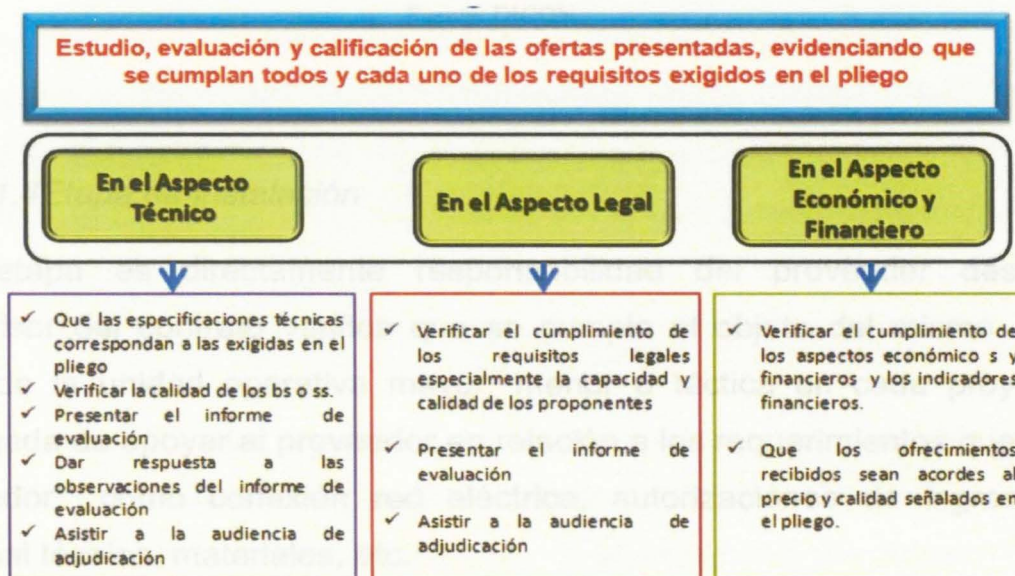 Estudio, evaluación y calificación de las ofertas presentadas, evidenciando que
se cumplan todos y cada uno de los requisitos exigidos en el pliego
En el Aspecto
Técnico
✓ Que las especificaciones técnicas
correspondan a las exigidas en el
pliego
✓ Verificar la calidad de los bs o ss.
✓ Presentar el informe de
evaluación
✓ Dar respuesta a las
observaciones del informe de
evaluación
✓ Asistir a la audiencia de
adjudicación
En el Aspecto Legal
✓ Verificar el cumplimiento de
los requisitos legales
especialmente la capacidad y
calidad de los proponentes
✓ Presentar el informe de
evaluación
✓ Asistir a la audiencia de
adjudicación
En el Aspecto
Económico y
Financiero
✓ Verificar el cumplimento de
los aspectos económico s y
financieros y los indicadores
financieros.
✓ Que los ofrecimientos
recibidos sean acordes al
precio y calidad señalados en
el pliego.